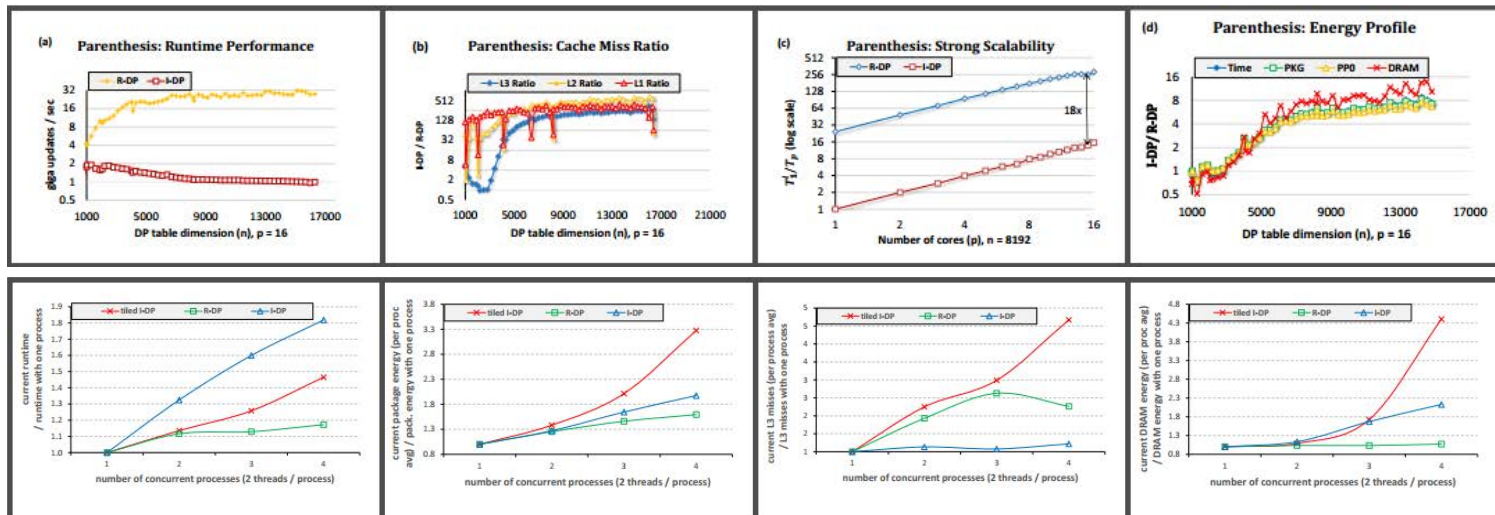 (a) Parenthesis: Runtime Performance
R-DP I-DP
giga updates / sec
32
16
8
4
2
1
0.5
1000 5000 9000 13000 17000
DP table dimension (n), p = 16
(b) Parenthesis: Cache Miss Ratio
L3 Ratio L2 Ratio L1 Ratio
I-DP / R-DP
512
128
32
8
2
0.5
1000 5000 9000 13000 17000 21000
DP table dimension (n), p = 16
(c) Parenthesis: Strong Scalability
R-DP I-DP
T'1/Tp (log scale)
512
256
128
64
32
16
8
4
2
1
18x
1 2 4 8 16
Number of cores (p), n = 8192
(d) Parenthesis: Energy Profile
Time PKG PP0 DRAM
I-DP/ R-DP
16
8
4
2
1
0.5
1000 5000 9000 13000 17000
DP table dimension (n), p = 16
tiled I-DP R-DP I-DP
current runtime
/ runtime with one process
1.9
1.8
1.7
1.6
1.5
1.4
1.3
1.2
1.1
1.0
1 2 3 4
number of concurrent processes (2 threads / process)
tiled I-DP R-DP I-DP
current package energy (per proc
avg) / pack. energy with one process
3.8
3.3
2.8
2.3
1.8
1.3
0.8
1 2 3 4
number of concurrent processes (2 threads / process)
tiled I-DP R-DP I-DP
current L3 misses (per process avg)
/ L3 misses with one process
5
5
4
4
3
3
2
2
1
1 2 3 4
number of concurrent processes (2 threads / process)
tiled I-DP R-DP I-DP
current DRAM energy (per proc avg)
/ DRAM energy with one process
4.8
4.3
3.8
3.3
2.8
2.3
1.8
1.3
0.8
1 2 3 4
number of concurrent processes (2 threads / process)